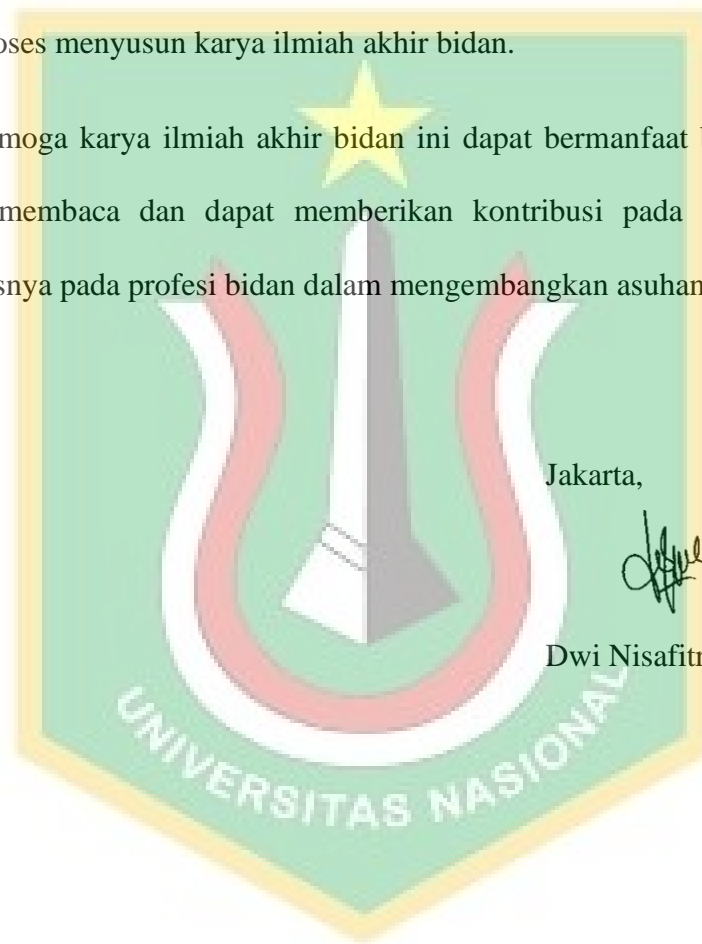 oses menyusun karya ilmiah akhir bidan.
moga karya ilmiah akhir bidan ini dapat bermanfaat
membaca dan dapat memberikan kontribusi pada
snya pada profesi bidan dalam mengembangkan asuhan
Jakarta,
Dwi Nisafit
UNIVERSITAS NASIONAL